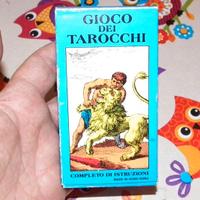 GIOCO
DEI
TAROCCHI
COMPLETO DI ISTRUZIONI